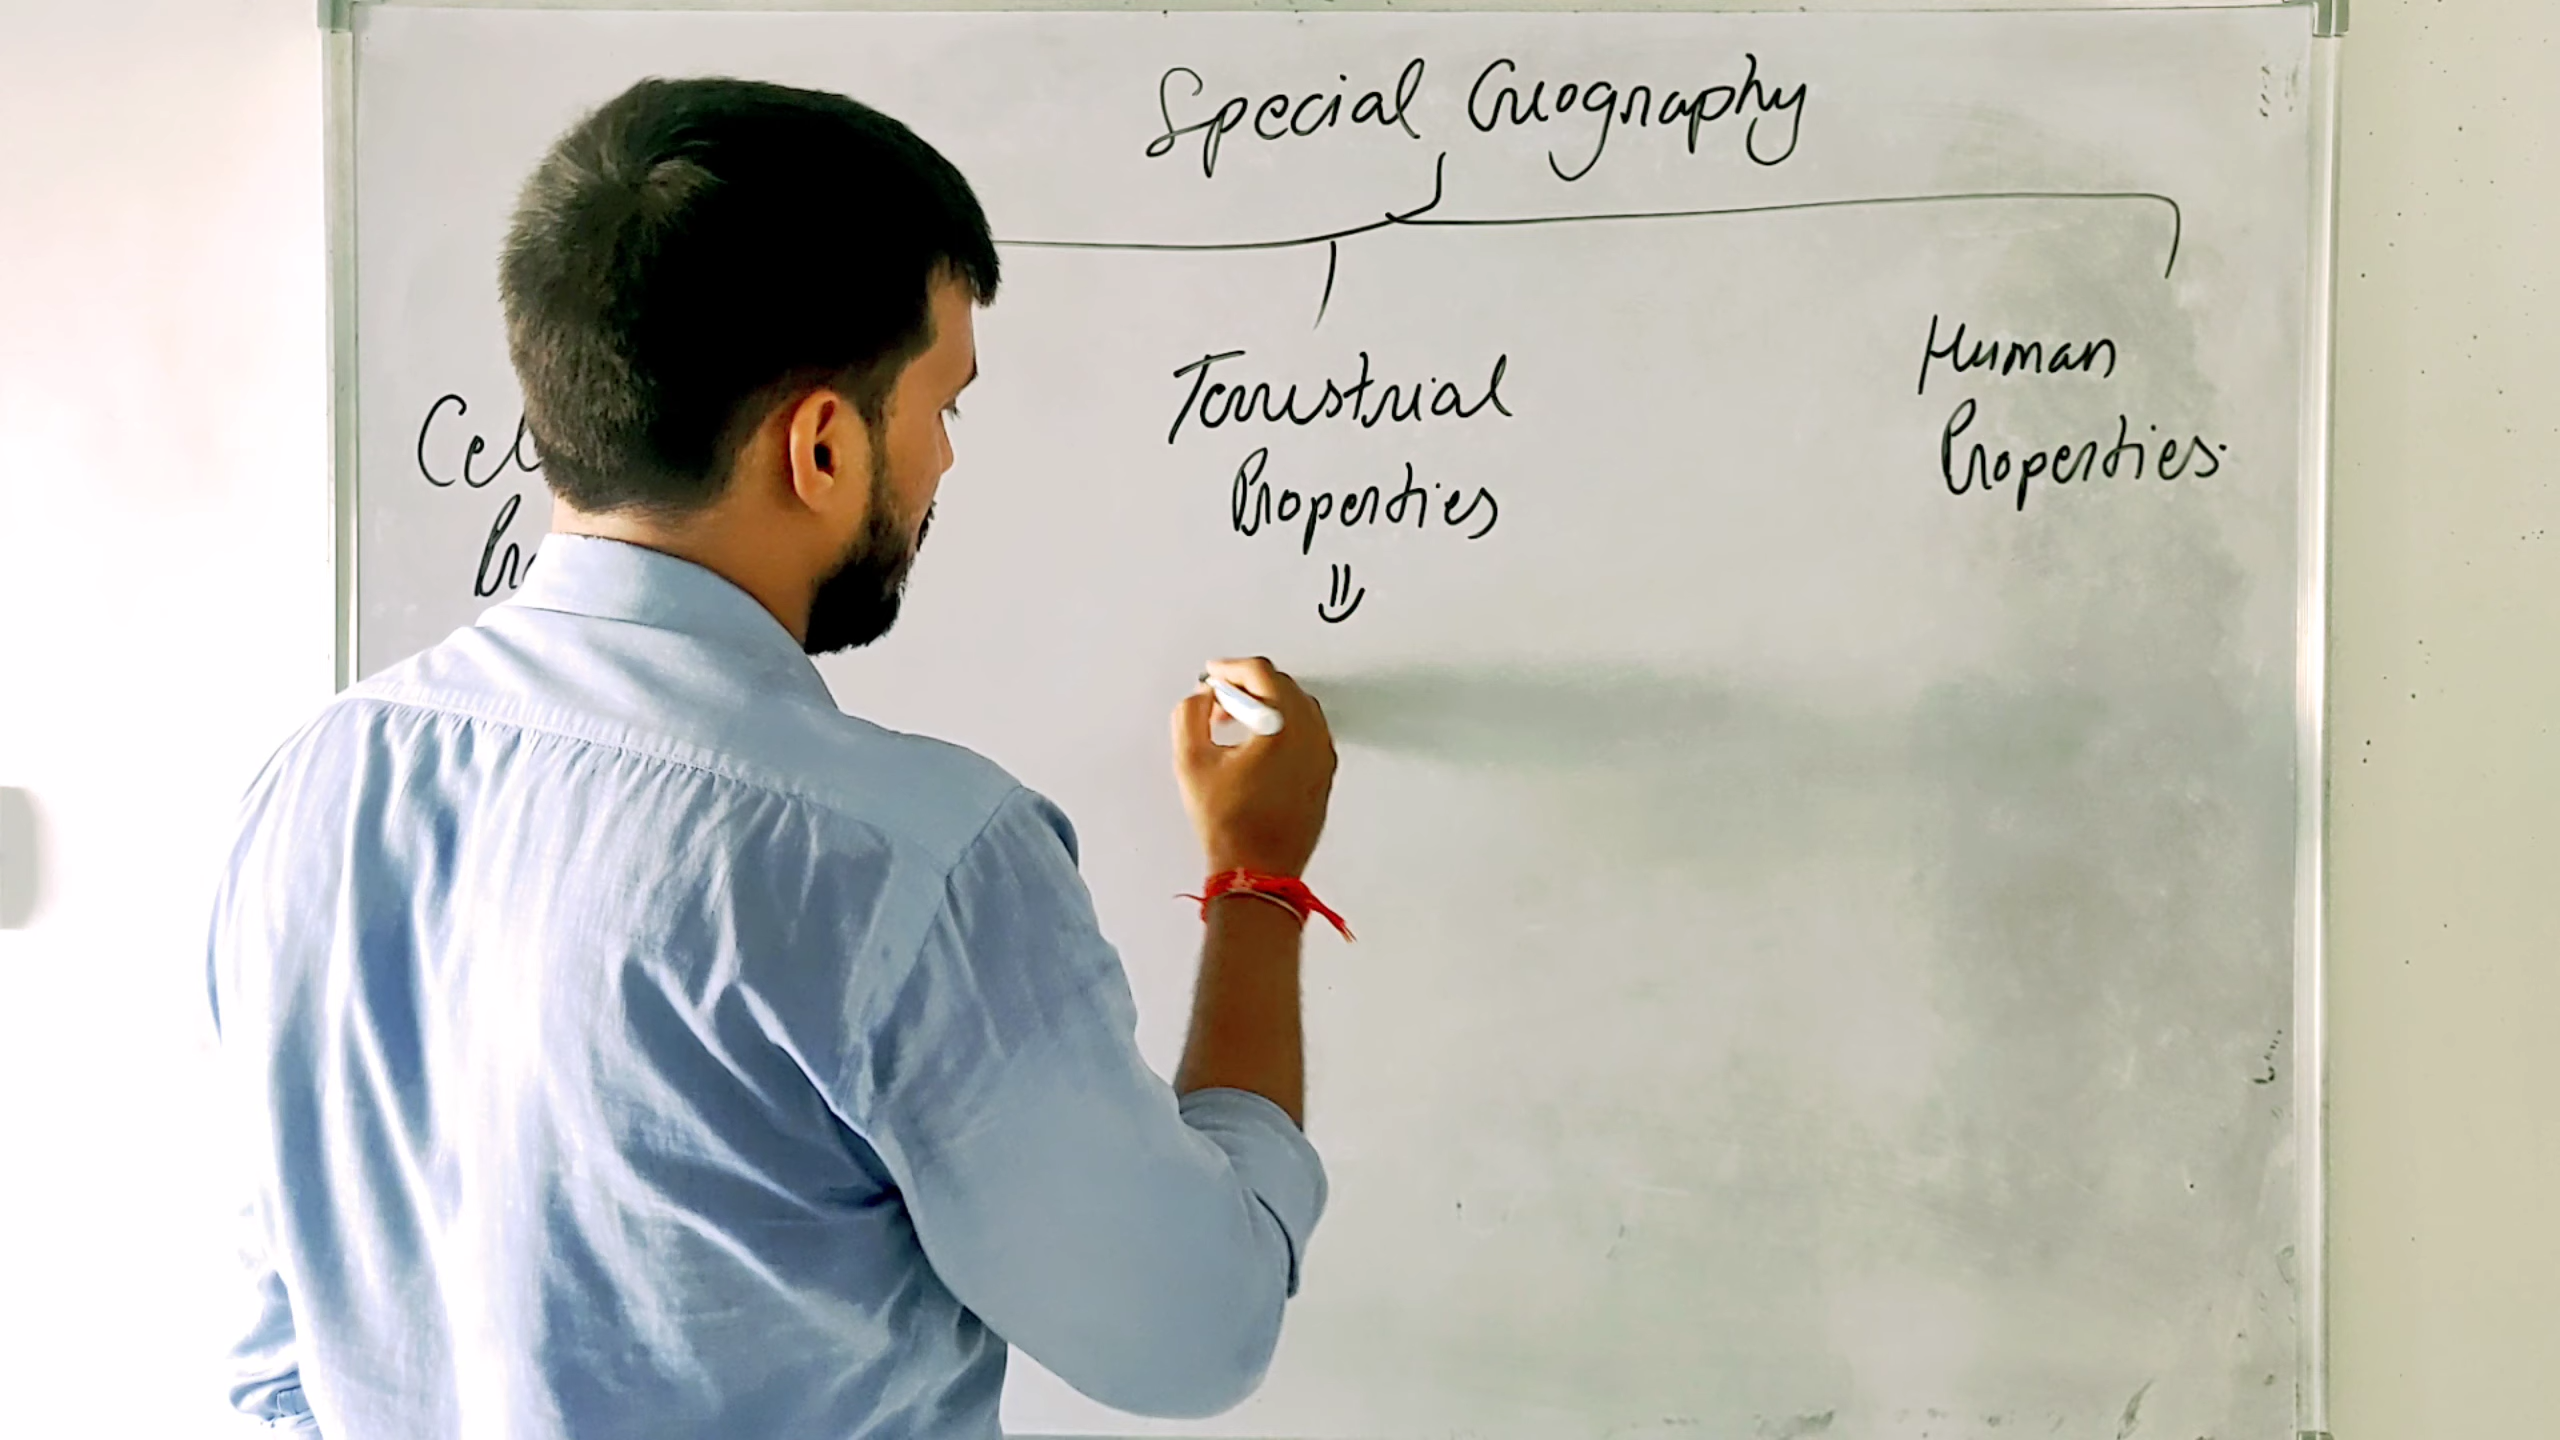 Special Geography
Terrestrial
Properties
Human
Properties.